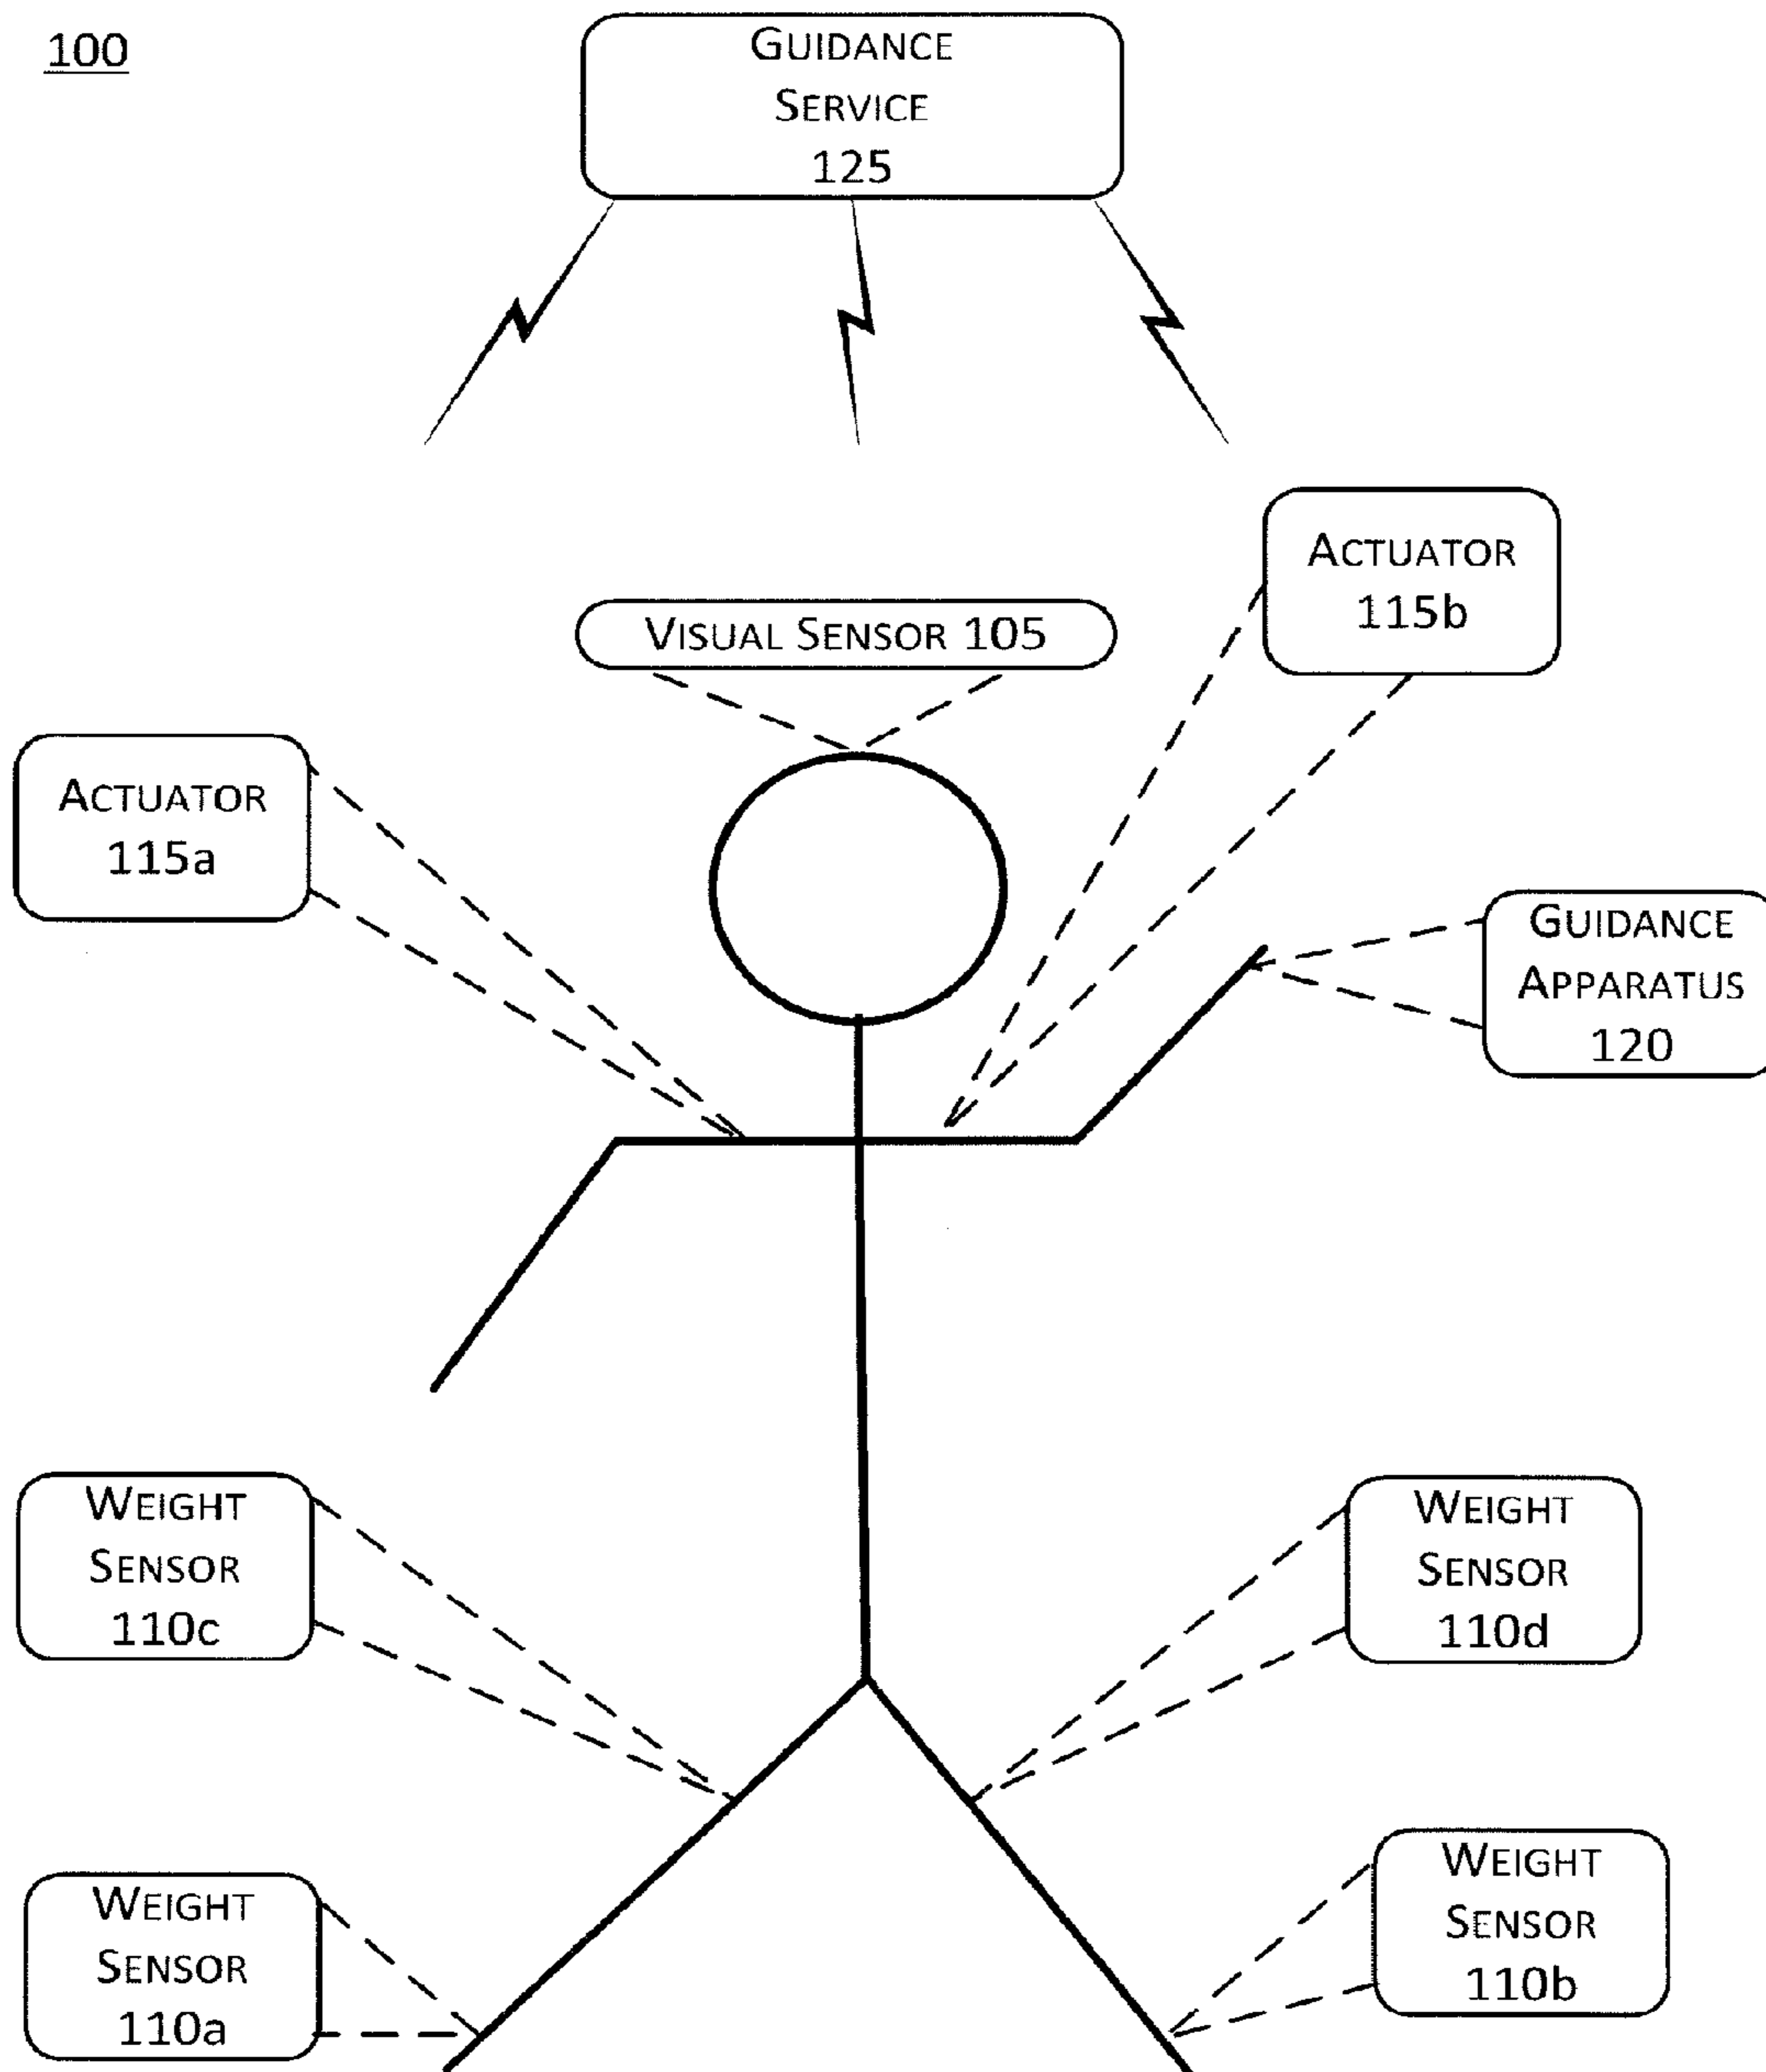 100
GUIDANCE
SERVICE
125
ACTUATOR
115b
VISUAL SENSOR 105
ACTUATOR
115a
GUIDANCE
APPARATUS
120
WEIGHT
SENSOR
110c
WEIGHT
SENSOR
110d
WEIGHT
SENSOR
110a
WEIGHT
SENSOR
110b